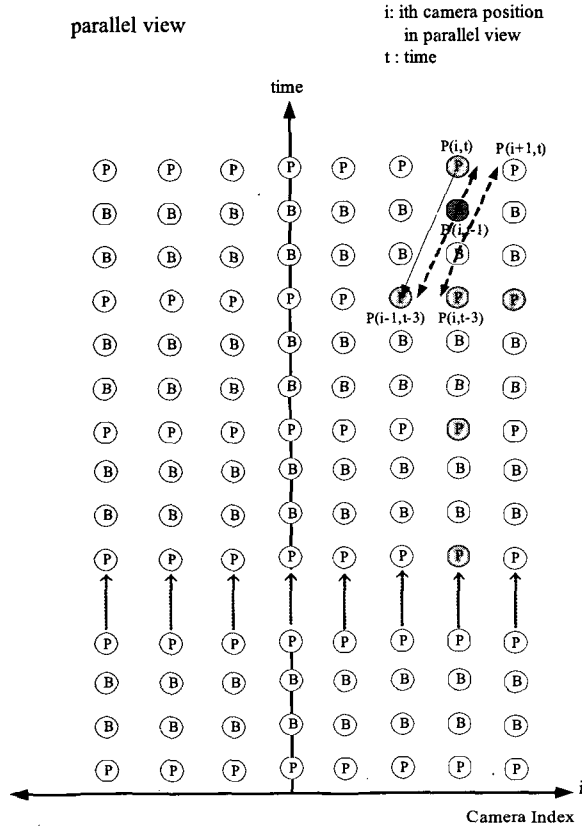 parallel view
i: ith camera position
in parallel view
t : time
time
P(i,t) P(i+1,t)
P P P P P P P P
B B B B B B B
B(i,t-1)
B B B B B B B B
P P P P P P P P
P(i-1,t-3) P(i,t-3)
B B B B B B B B
B B B B B B B B
P P P P P P P P
B B B B B B B B
B B B B B B B B
P P P P P P P P
P P P P P P P P
B B B B B B B B
B B B B B B B B
P P P P P P P P
i
Camera Index